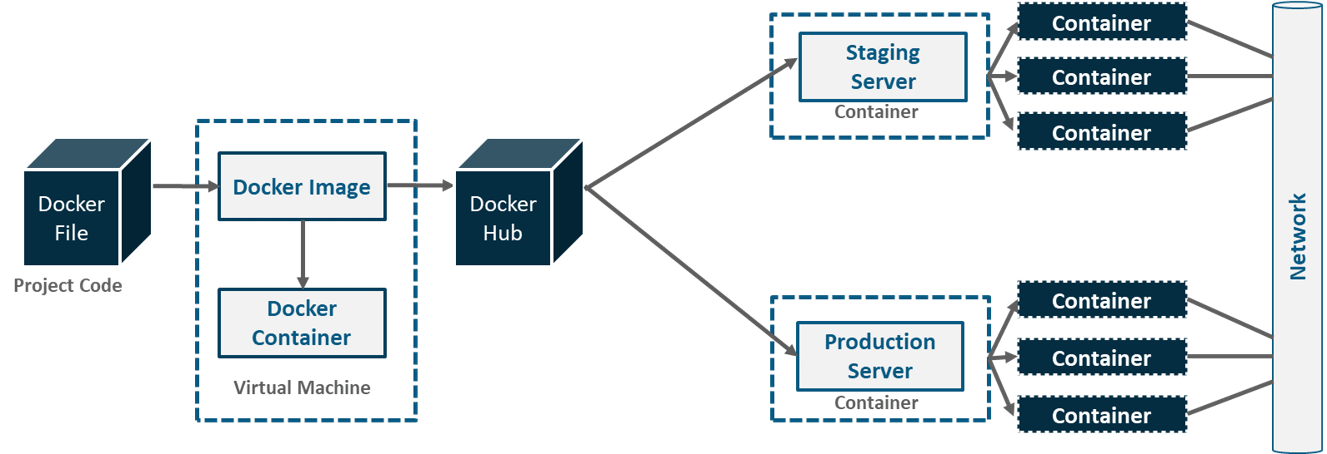 Docker
File
Project Code
Docker Image
Docker
Container
Virtual Machine
Docker
Hub
Staging
Server
Container
Container
Container
Container
Production
Server
Container
Container
Container
Container
Network